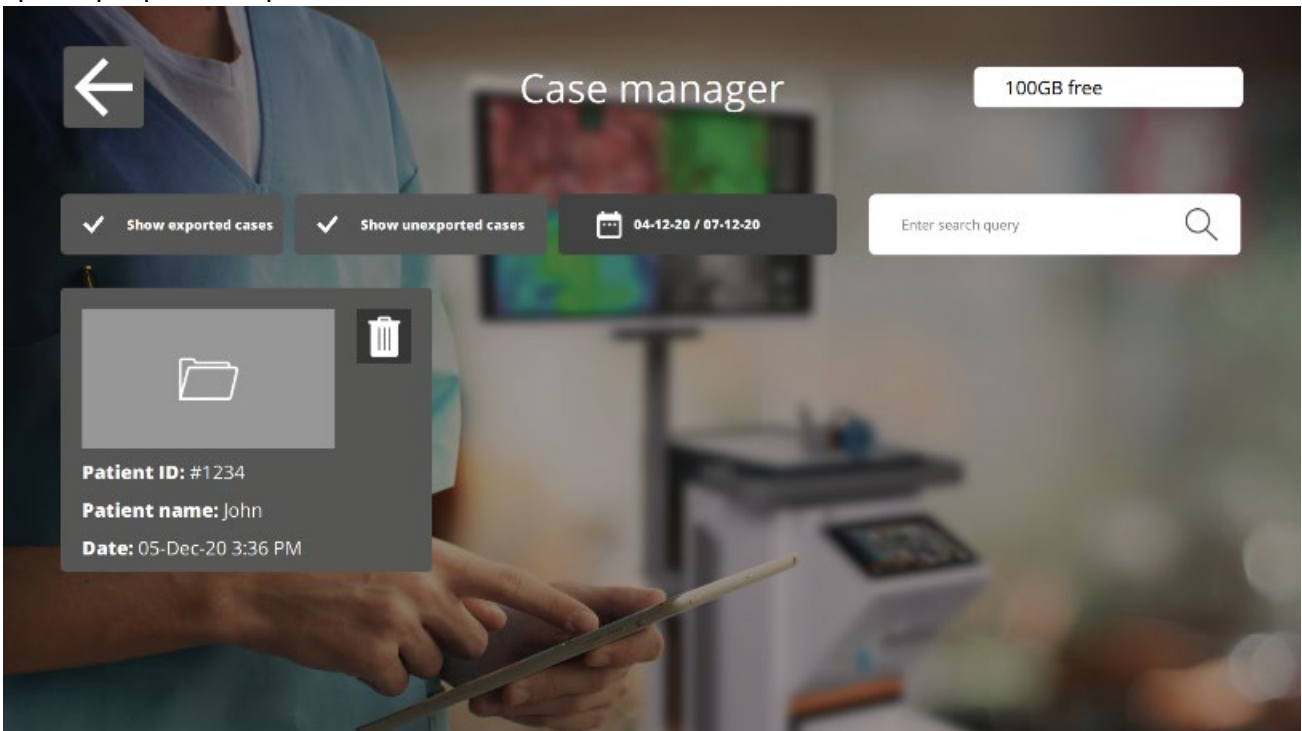 Case manager
100GB free
Show exported cases
Show unexported cases
04-12-20 / 07-12-20
Enter search query
Patient ID: #1234
Patient name: John
Date: 05-Dec-20 3:36 PM